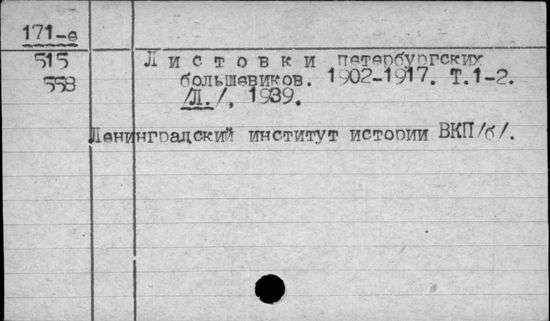 171-е
515 Листовки петербургских
558 большевиков. 1902-1917. Т.1-2.
/Л./, 1939.
Ленинградский институт истории ВКП/б/.